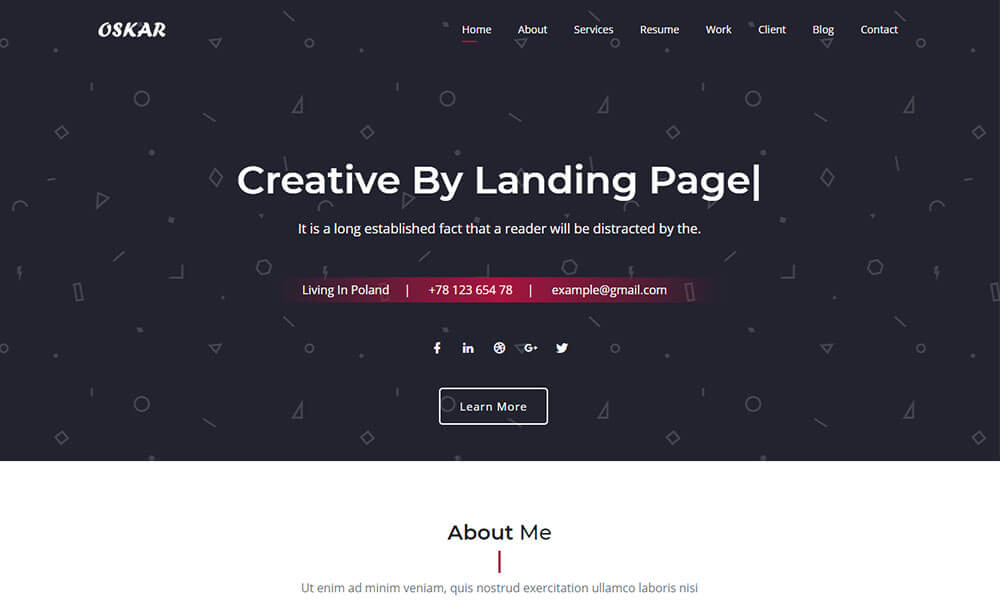 OSKAR
Home About Services Resume Work Client Blog Contact
Creative By Landing Page|
It is a long established fact that a reader will be distracted by the.
Living In Poland | +78 123 654 78 | example@gmail.com
Learn More
About Me
Ut enim ad minim veniam, quis nostrud exercitation ullamco laboris nisi